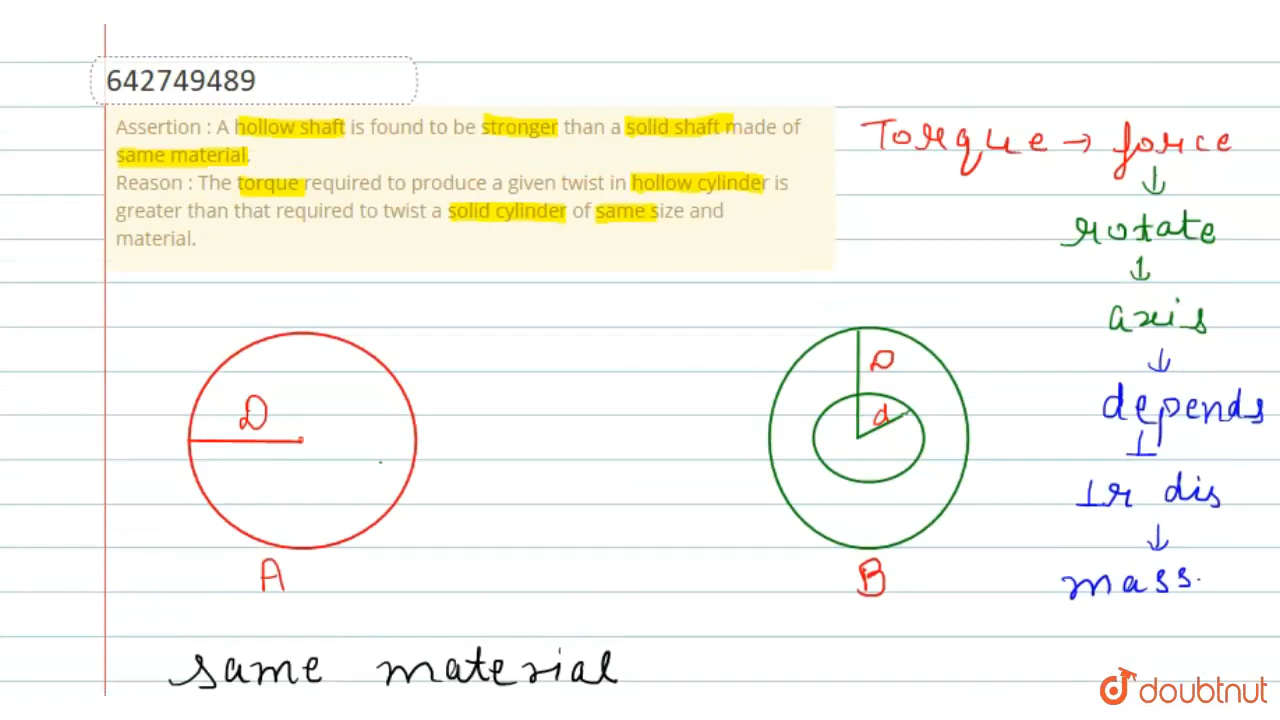 642749489
Assertion : A hollow shaft is found to be stronger than a solid shaft made of
same material.
Reason : The torque required to produce a given twist in hollow cylinder is
greater than that required to twist a solid cylinder of same size and
material.
Torque → force
↓
rotate
↓
axis
↓
depends
↓
⊥r dis
↓
mass.
D
A
D
d
B
same material
doubtnut